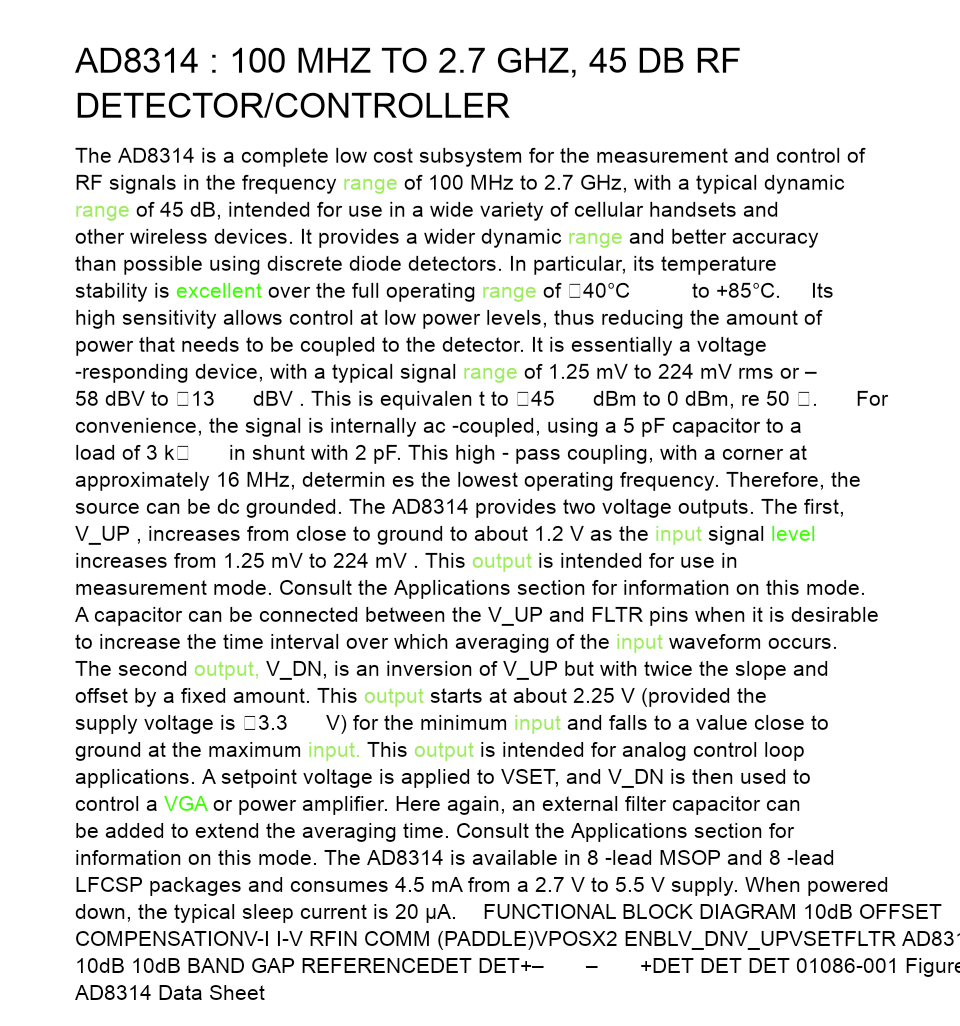 AD8314 : 100 MHZ TO 2.7 GHZ, 45 DB RF
DETECTOR/CONTROLLER
The AD8314 is a complete low cost subsystem for the measurement and control of
RF signals in the frequency range of 100 MHz to 2.7 GHz, with a typical dynamic
range of 45 dB, intended for use in a wide variety of cellular handsets and
other wireless devices. It provides a wider dynamic range and better accuracy
than possible using discrete diode detectors. In particular, its temperature
stability is excellent over the full operating range of □40°C to +85°C. Its
high sensitivity allows control at low power levels, thus reducing the amount of
power that needs to be coupled to the detector. It is essentially a voltage
-responding device, with a typical signal range of 1.25 mV to 224 mV rms or –
58 dBV to □13 dBV . This is equivalen t to □45 dBm to 0 dBm, re 50 □. For
convenience, the signal is internally ac -coupled, using a 5 pF capacitor to a
load of 3 k□ in shunt with 2 pF. This high - pass coupling, with a corner at
approximately 16 MHz, determin es the lowest operating frequency. Therefore, the
source can be dc grounded. The AD8314 provides two voltage outputs. The first,
V_UP , increases from close to ground to about 1.2 V as the input signal level
increases from 1.25 mV to 224 mV . This output is intended for use in
measurement mode. Consult the Applications section for information on this mode.
A capacitor can be connected between the V_UP and FLTR pins when it is desirable
to increase the time interval over which averaging of the input waveform occurs.
The second output, V_DN, is an inversion of V_UP but with twice the slope and
offset by a fixed amount. This output starts at about 2.25 V (provided the
supply voltage is □3.3 V) for the minimum input and falls to a value close to
ground at the maximum input. This output is intended for analog control loop
applications. A setpoint voltage is applied to VSET, and V_DN is then used to
control a VGA or power amplifier. Here again, an external filter capacitor can
be added to extend the averaging time. Consult the Applications section for
information on this mode. The AD8314 is available in 8 -lead MSOP and 8 -lead
LFCSP packages and consumes 4.5 mA from a 2.7 V to 5.5 V supply. When powered
down, the typical sleep current is 20 µA. FUNCTIONAL BLOCK DIAGRAM 10dB OFFSET
COMPENSATIONV-I I-V RFIN COMM (PADDLE)VPOSX2 ENBLV_DNV_UPVSETFLTR
10dB 10dB BAND GAP REFERENCEDET DET+– – +DET DET DET 01086-001 Figure
AD8314 Data Sheet